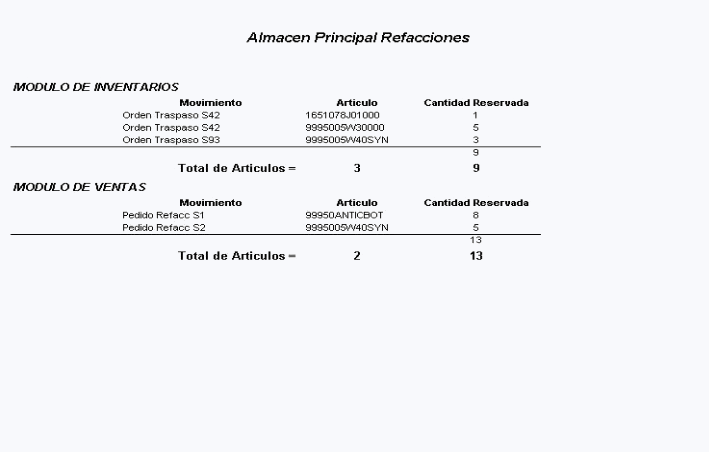 Almacen Principal Refacciones
MODULO DE INVENTARIOS
Movimiento Articulo Cantidad Reservada
Orden Traspaso S42 1651078J01000 1
Orden Traspaso S42 9995005W30000 5
Orden Traspaso S93 9995005W40SYN 3
9
Total de Articulos = 3 9
MODULO DE VENTAS
Movimiento Articulo Cantidad Reservada
Pedido Refacc S1 99950ANTICBOT 8
Pedido Refacc S2 9995005W40SYN 5
13
Total de Articulos = 2 13